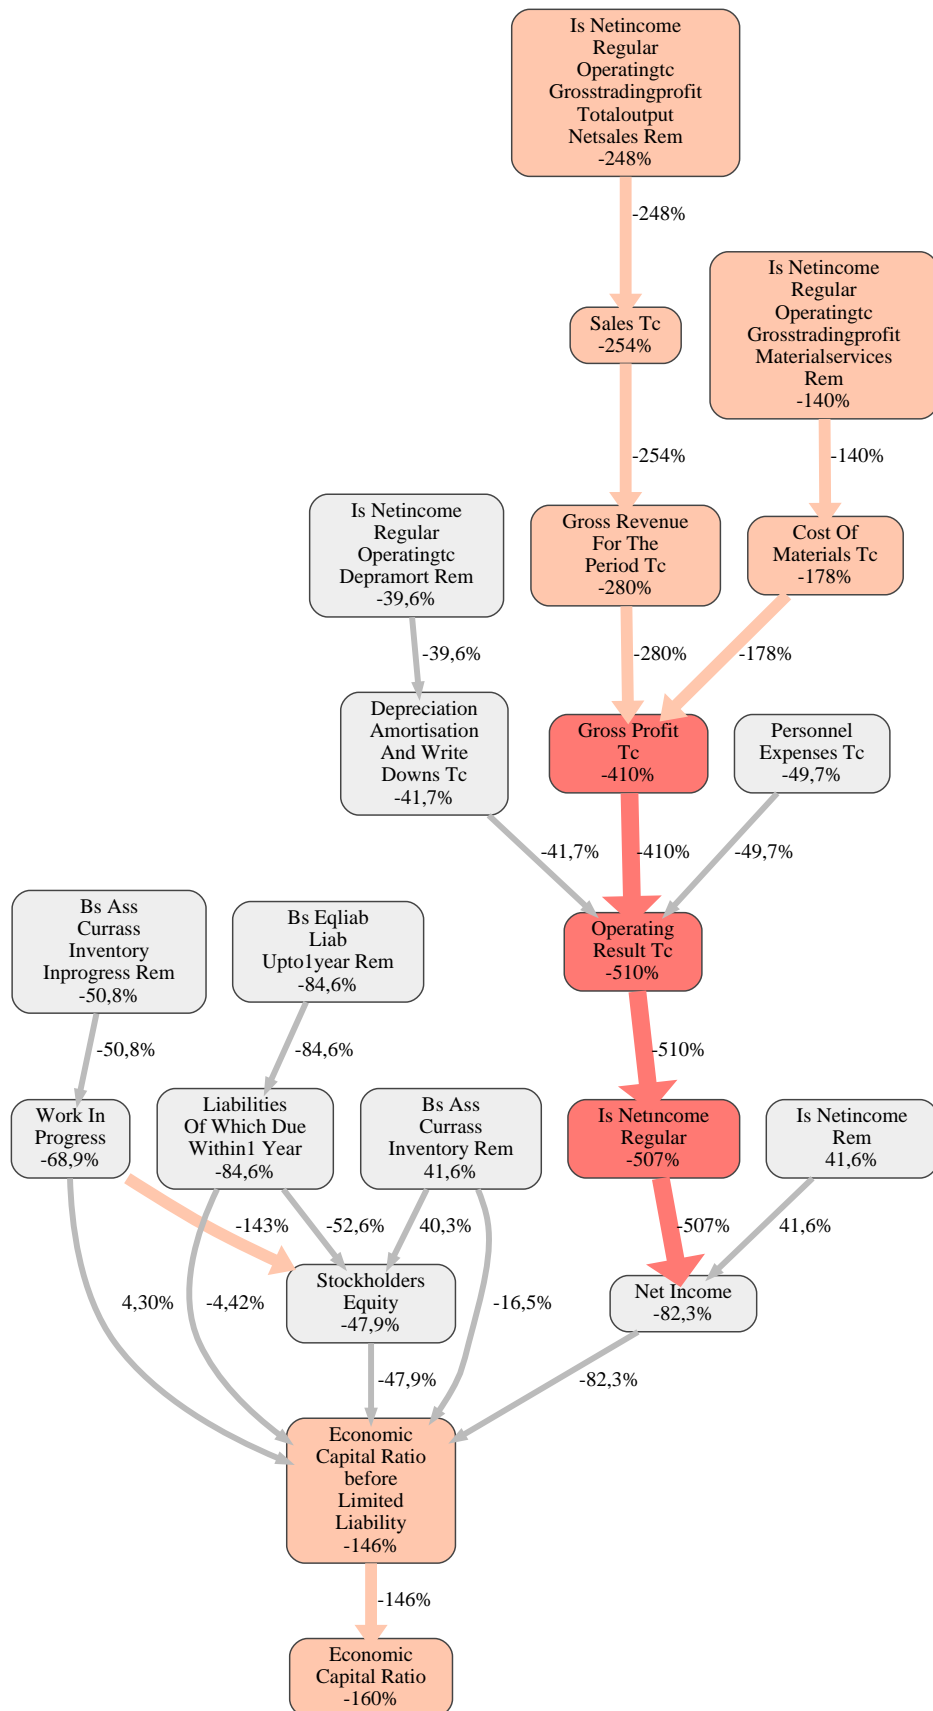 Is Netincome
Regular
Operatingtc
Grosstradingprofit
Totaloutput
Netsales Rem
-248%
-248%
Is Netincome
Regular
Operatingtc
Grosstradingprofit
Materialservices
Rem
-140%
Sales Tc
-254%
-254%
-140%
Is Netincome
Regular
Operatingtc
Depramort Rem
-39,6%
Gross Revenue
For The
Period Tc
-280%
Cost Of
Materials Tc
-178%
-39,6%
-280%
-178%
Depreciation
Amortisation
And Write
Downs Tc
-41,7%
Gross Profit
Tc
-410%
Personnel
Expenses Tc
-49,7%
-41,7%
-410%
-49,7%
Bs Ass
Currass
Inventory
Inprogress Rem
-50,8%
Bs Eqliab
Liab
Upto1year Rem
-84,6%
Operating
Result Tc
-510%
-50,8%
-84,6%
-510%
Work In
Progress
-68,9%
Liabilities
Of Which Due
Within1 Year
-84,6%
Bs Ass
Currass
Inventory Rem
41,6%
Is Netincome
Regular
-507%
Is Netincome
Rem
41,6%
-143%
-52,6%
40,3%
-507%
41,6%
Stockholders
Equity
-47,9%
Net Income
-82,3%
4,30%
-4,42%
-16,5%
-47,9%
-82,3%
Economic
Capital Ratio
before
Limited
Liability
-146%
-146%
Economic
Capital Ratio
-160%